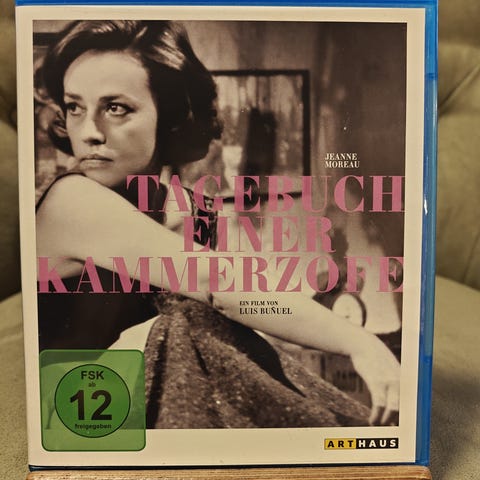 JEANNE
MOREAU
TAGEBUCH
EINER
KAMMERZOFE
EIN FILM VON
LUIS BUÑUEL
FSK
ab
12
freigegeben
ARTHAUS